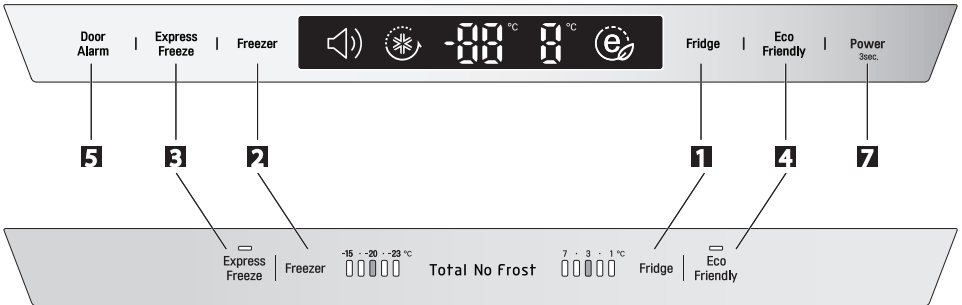 Door
Alarm | Express
Freeze | Freezer
-88 °C 8 °C e
Fridge | Eco
Friendly | Power
3sec.
5 3 2 1 4 7
Express
Freeze | Freezer
-15 · -20 · -23 °C
Total No Frost
7 · 3 · 1 °C
Fridge | Eco
Friendly